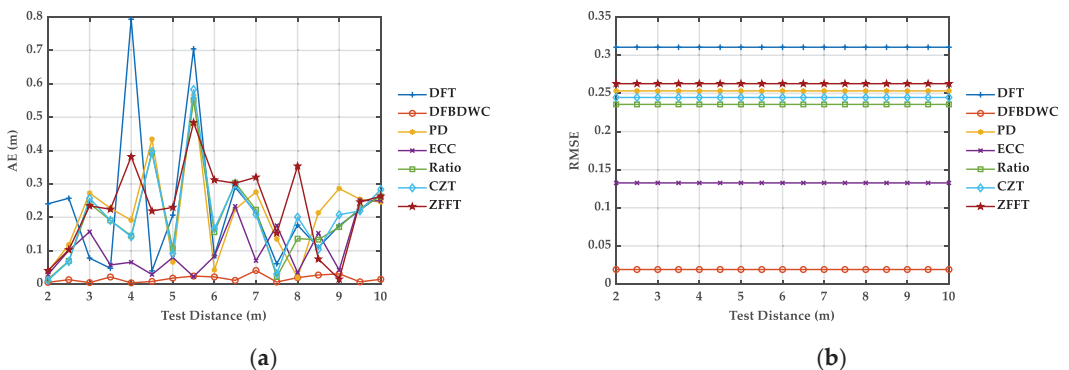 0.8
0.7
0.6
0.5
0.4
0.3
0.2
0.1
0
AE (m)
2 3 4 5 6 7 8 9 10
Test Distance (m)
DFT
DFBDWC
PD
ECC
Ratio
CZT
ZFFT
(a)
0.35
0.3
0.25
0.2
0.15
0.1
0.05
0
RMSE
2 3 4 5 6 7 8 9 10
Test Distance (m)
DFT
DFBDWC
PD
ECC
Ratio
CZT
ZFFT
(b)